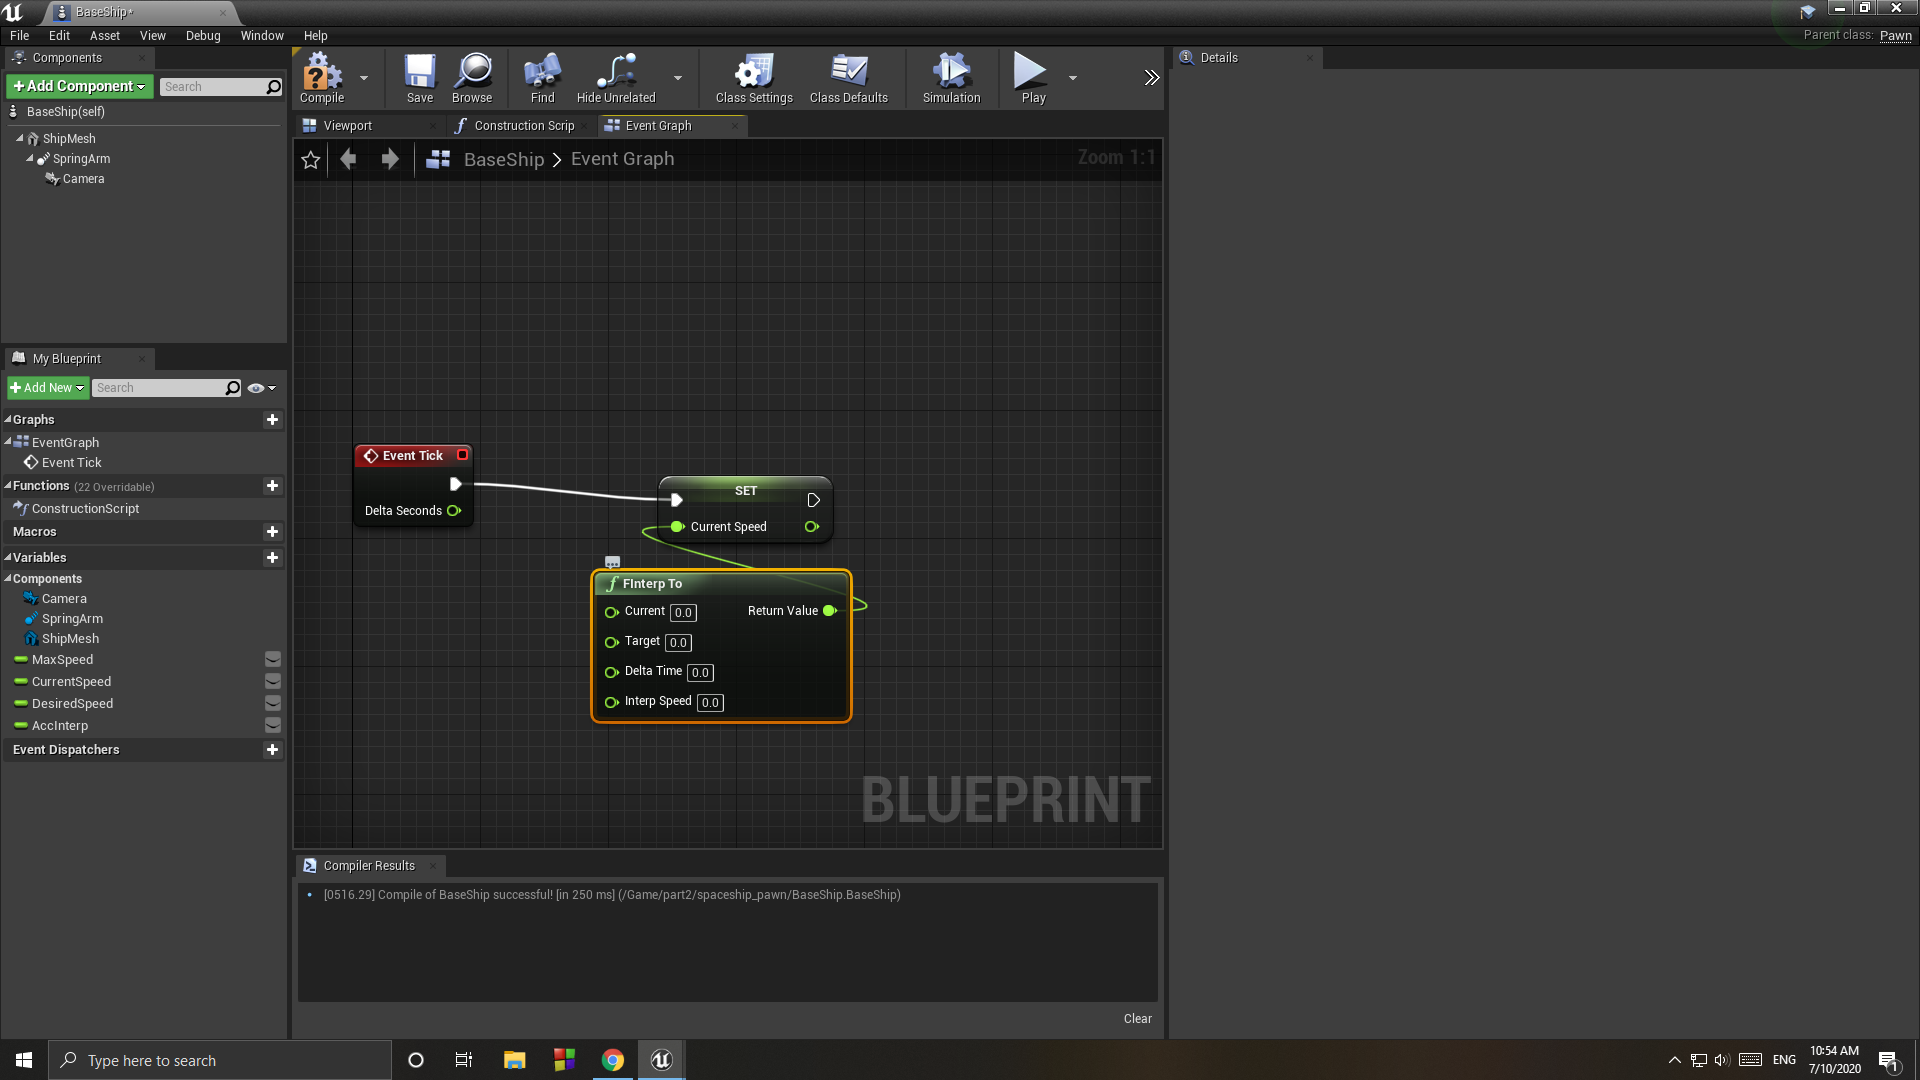 BaseShip*
File Edit Asset View Debug Window Help
Parent class: Pawn
Components
+ Add Component
Search
BaseShip(self)
ShipMesh
SpringArm
Camera
Compile
Save
Browse
Find
Hide Unrelated
Class Settings
Class Defaults
Simulation
Play
Details
Viewport
Construction Scrip
Event Graph
BaseShip > Event Graph
Zoom 1:1
My Blueprint
+ Add New
Search
Graphs
EventGraph
Event Tick
Functions (22 Overridable)
ConstructionScript
Macros
Variables
Components
Camera
SpringArm
ShipMesh
MaxSpeed
CurrentSpeed
DesiredSpeed
AccInterp
Event Dispatchers
Event Tick
Delta Seconds
SET
Current Speed
FInterp To
Current 0.0 Return Value
Target 0.0
Delta Time 0.0
Interp Speed 0.0
BLUEPRINT
Compiler Results
[0516.29] Compile of BaseShip successful! [in 250 ms] (/Game/part2/spaceship_pawn/BaseShip.BaseShip)
Clear
Type here to search
ENG
10:54 AM
7/10/2020
1